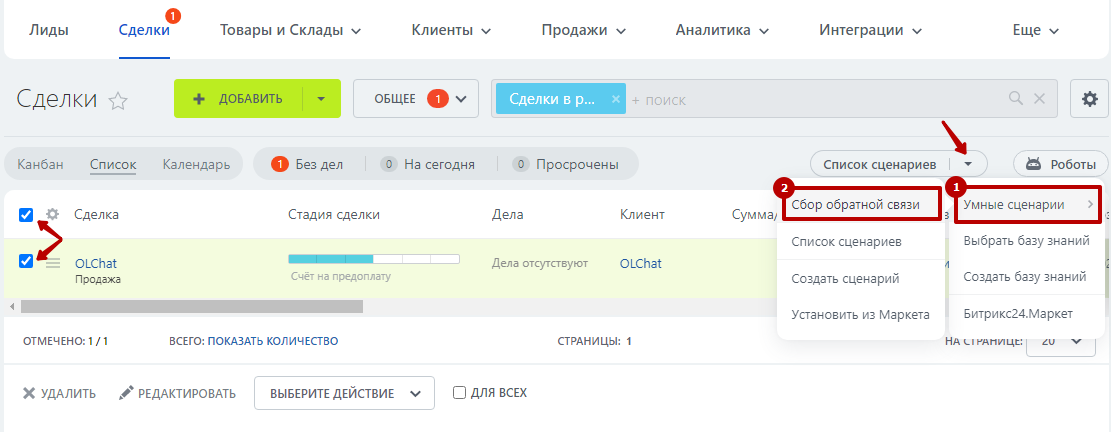 Лиды Сделки 1 Товары и Склады Клиенты Продажи Аналитика Интеграции Еще
Сделки + ДОБАВИТЬ ОБЩЕЕ 1 Сделки в р... × + поиск
Канбан Список Календарь 1 Без дел 0 На сегодня 0 Просрочены Список сценариев Роботы
Сделка Стадия сделки Дела Клиент Сумма/
2 Сбор обратной связи
Список сценариев
Создать сценарий
Установить из Маркета
1 Умные сценарии
Выбрать базу знаний
Создать базу знаний
Битрикс24.Маркет
OLChat Дела отсутствуют OLChat
Продажа Счёт на предоплату
ОТМЕЧЕНО: 1 / 1 ВСЕГО: ПОКАЗАТЬ КОЛИЧЕСТВО СТРАНИЦЫ: 1 НА СТРАНИЦЕ: 20
УДАЛИТЬ РЕДАКТИРОВАТЬ ВЫБЕРИТЕ ДЕЙСТВИЕ ДЛЯ ВСЕХ